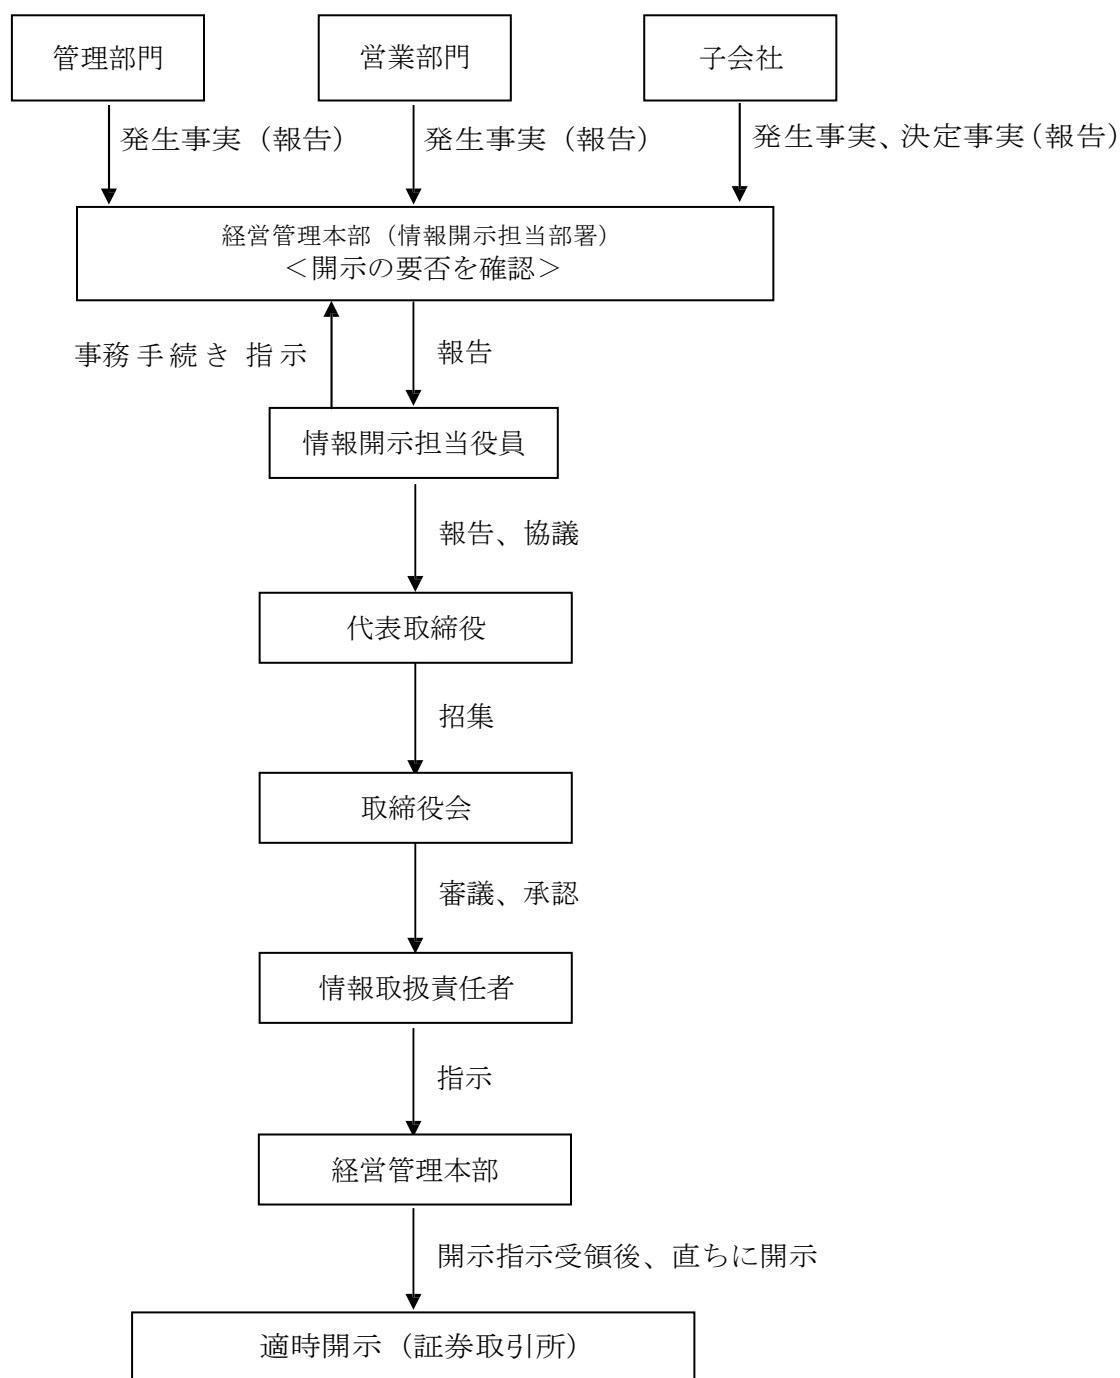 管理部門
営業部門
子会社
発生事実（報告）
発生事実（報告）
発生事実、決定事実（報告）
経営管理本部（情報開示担当部署）
＜開示の要否を確認＞
事務手続き 指示
報告
情報開示担当役員
報告、協議
代表取締役
招集
取締役会
審議、承認
情報取扱責任者
指示
経営管理本部
開示指示受領後、直ちに開示
適時開示（証券取引所）